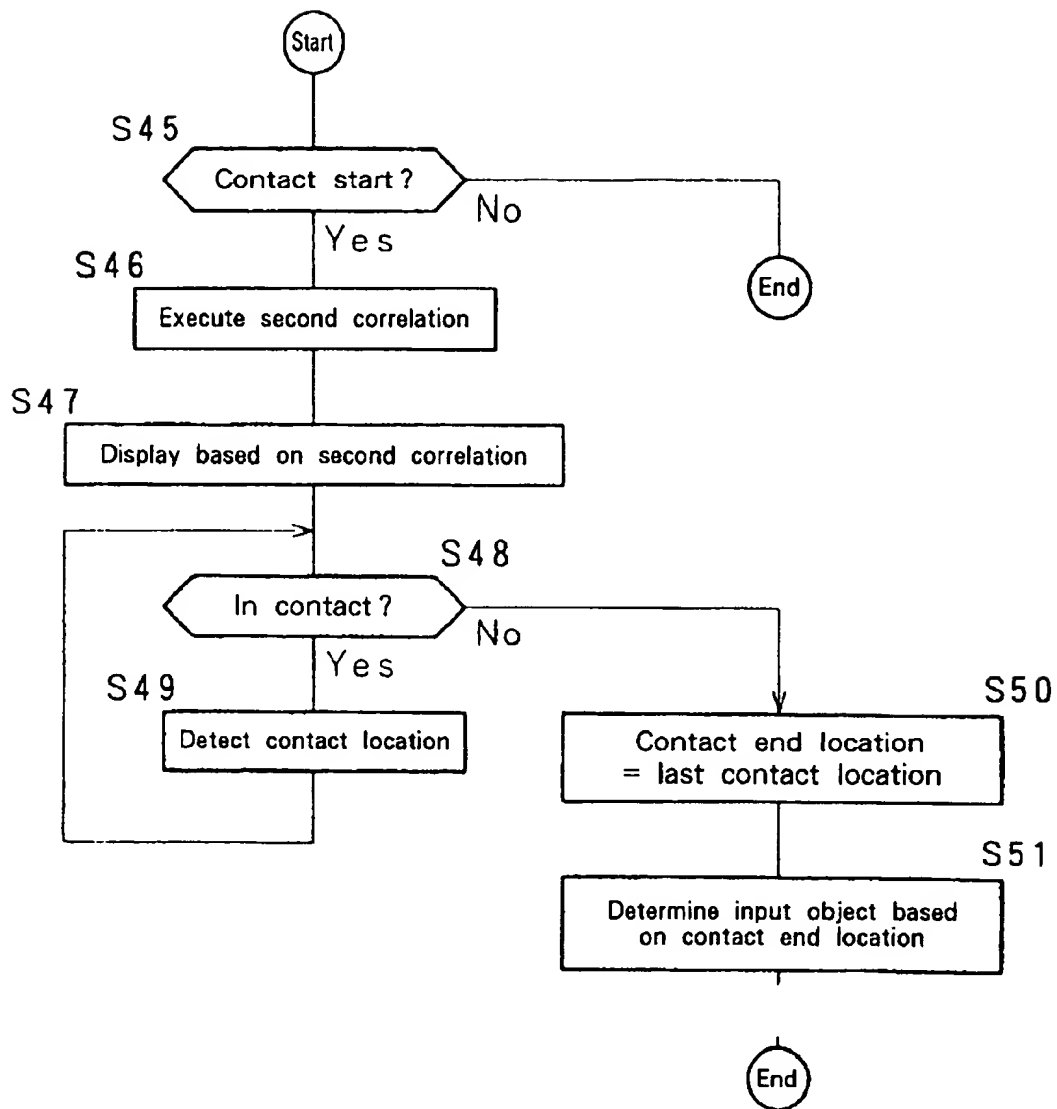 Start
S45
Contact start?
No
Yes
S46
End
Execute second correlation
S47
Display based on second correlation
S48
In contact?
No
Yes
S49
S50
Detect contact location
Contact end location
= last contact location
S51
Determine input object based
on contact end location
End